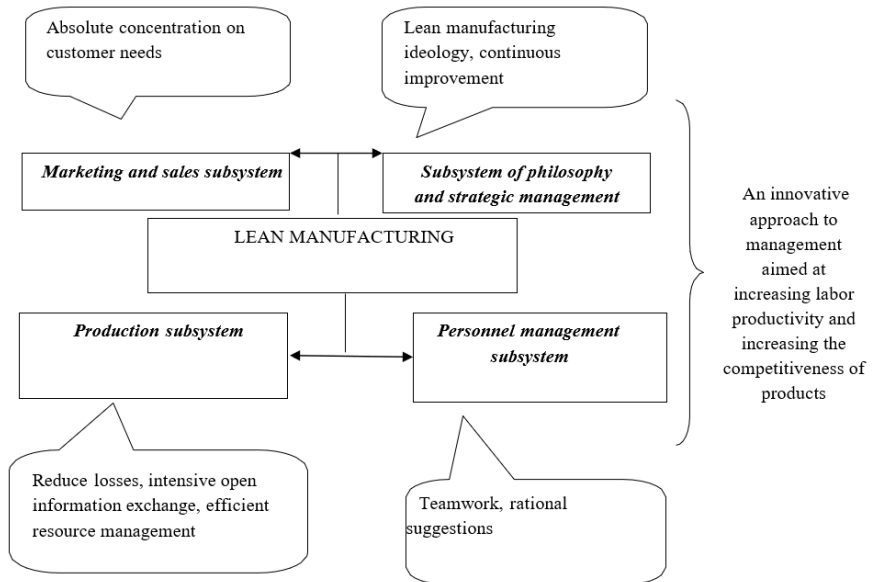 Absolute concentration on
customer needs
Lean manufacturing
ideology, continuous
improvement
Marketing and sales subsystem
Subsystem of philosophy
and strategic management
LEAN MANUFACTURING
Production subsystem
Personnel management
subsystem
Reduce losses, intensive open
information exchange, efficient
resource management
Teamwork, rational
suggestions
An innovative
approach to
management
aimed at
increasing labor
productivity and
increasing the
competitiveness of
products